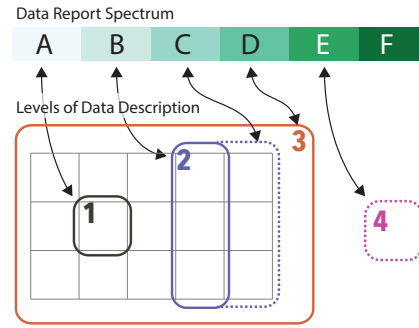 Data Report Spectrum
A B C D E F
Levels of Data Description
3
2
1
4